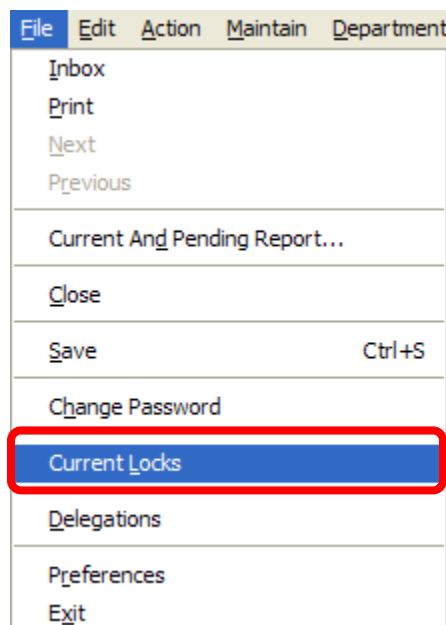 File Edit Action Maintain Department
Inbox
Print
Next
Previous
Current And Pending Report...
Close
Save Ctrl+S
Change Password
Current Locks
Delegations
Preferences
Exit